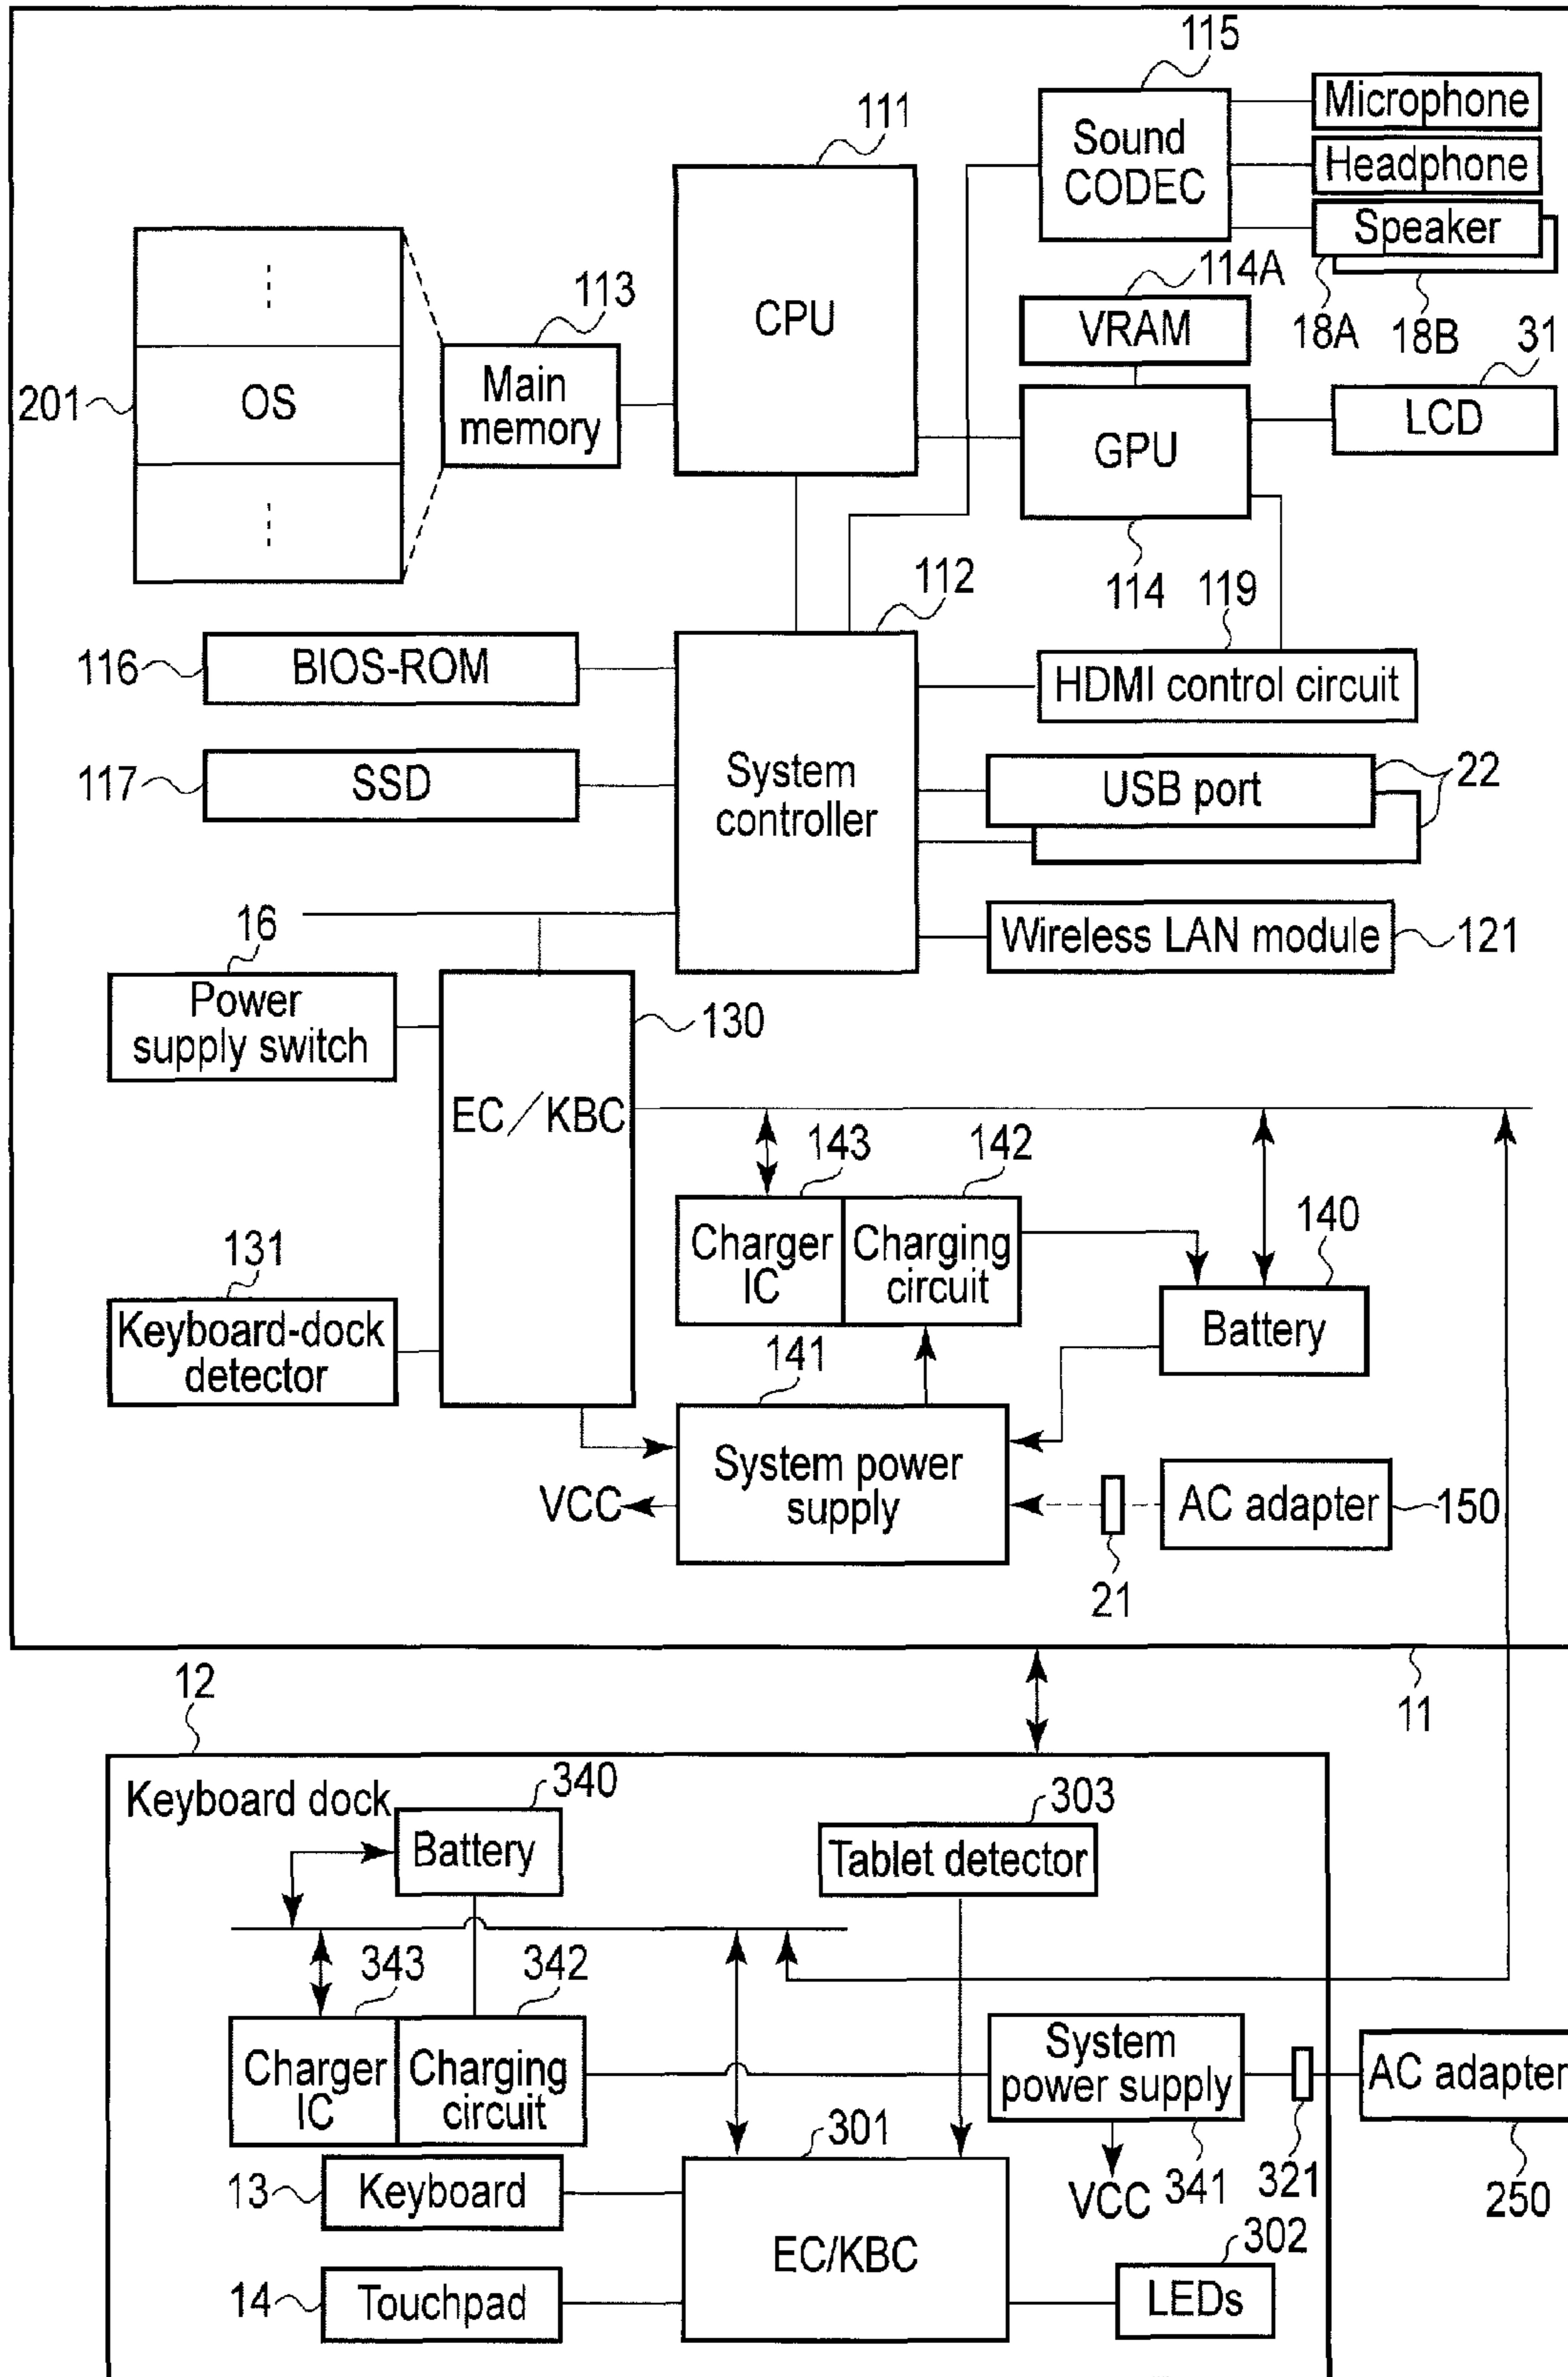 115
Microphone
111
Sound
CODEC
Headphone
Speaker
114A
113
CPU
VRAM
18A
18B
31
201
OS
Main
memory
GPU
LCD
112
114
119
116
BIOS-ROM
HDMI control circuit
117
SSD
System
controller
USB port
22
16
Wireless LAN module
121
Power
supply switch
130
EC/KBC
143
142
140
131
Charger
IC
Charging
circuit
Keyboard-dock
detector
Battery
141
System power
supply
VCC
AC adapter
150
21
12
11
Keyboard dock
340
303
Battery
Tablet detector
343
342
Charger
IC
Charging
circuit
System
power supply
AC adapter
301
13
Keyboard
VCC
341
321
250
EC/KBC
302
14
Touchpad
LEDs